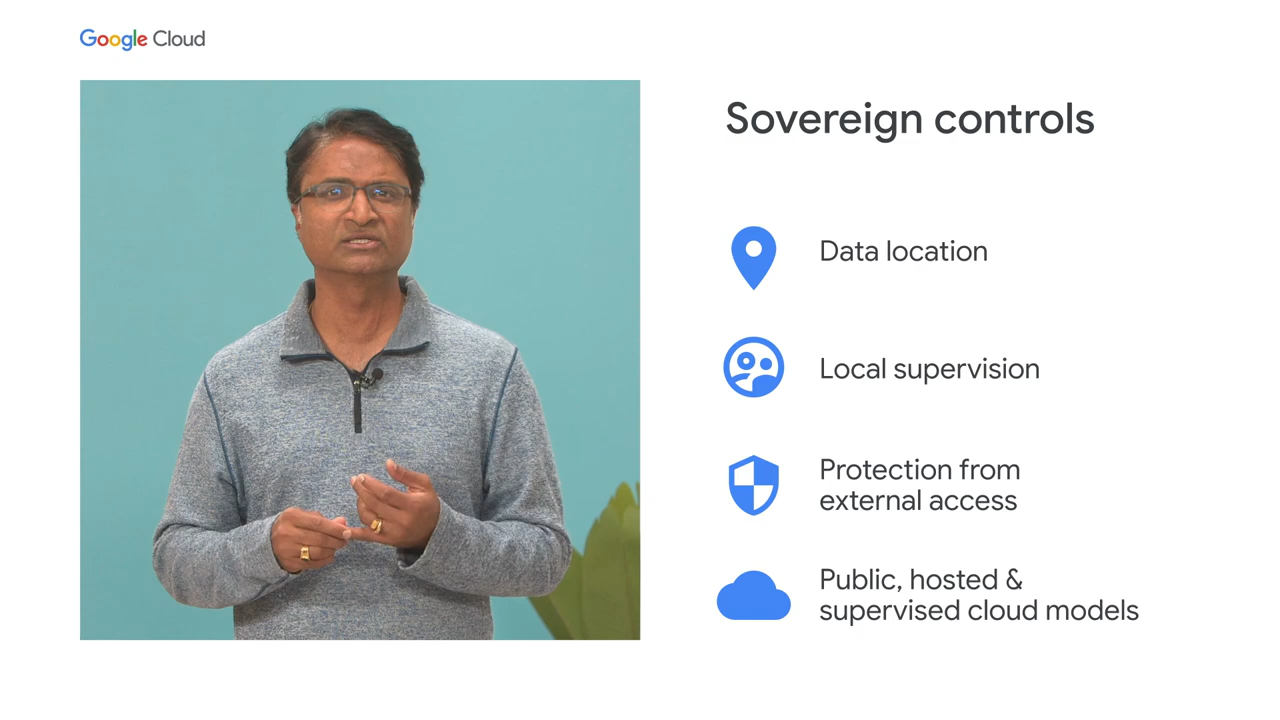 Google Cloud
Sovereign controls
Data location
Local supervision
Protection from
external access
Public, hosted &
supervised cloud models